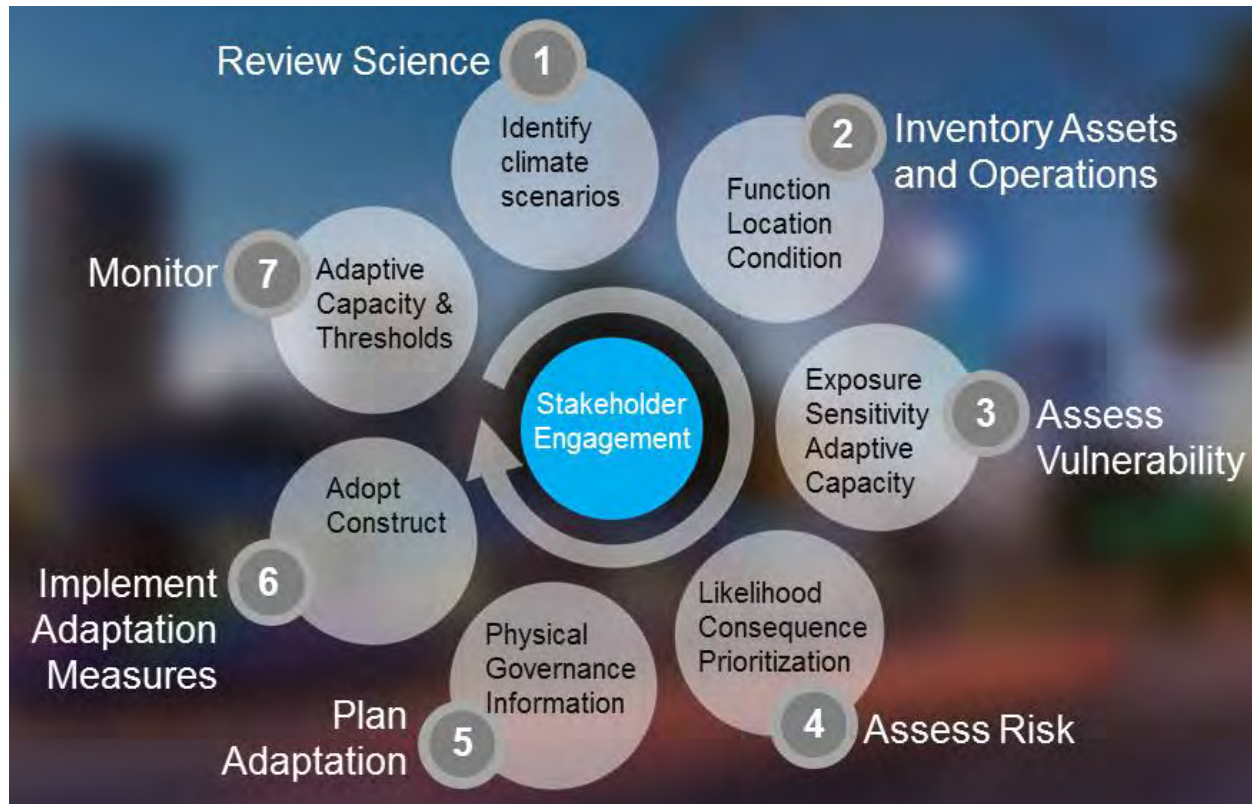 Review Science
1
Identify
climate
scenarios
2
Inventory Assets
and Operations
Function
Location
Condition
3
Assess
Vulnerability
Exposure
Sensitivity
Adaptive
Capacity
4
Assess Risk
Likelihood
Consequence
Prioritization
5
Plan
Adaptation
Physical
Governance
Information
6
Implement
Adaptation
Measures
Adopt
Construct
7
Monitor
Adaptive
Capacity &
Thresholds
Stakeholder
Engagement